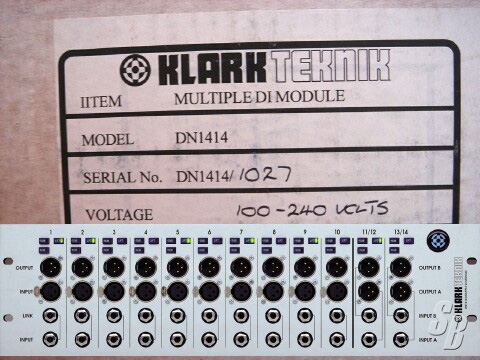 KLARK TEKNIK
IITEM MULTIPLE DI MODULE
MODEL DN1414
SERIAL No. DN1414/1027
VOLTAGE 100-240 VOLTS
1 2 3 4 5 6 7 8 9 10 11/12 13/14
OUTPUT OUTPUT B
INPUT OUTPUT A
LINK INPUT B
INPUT INPUT A
KLARK TEKNIK